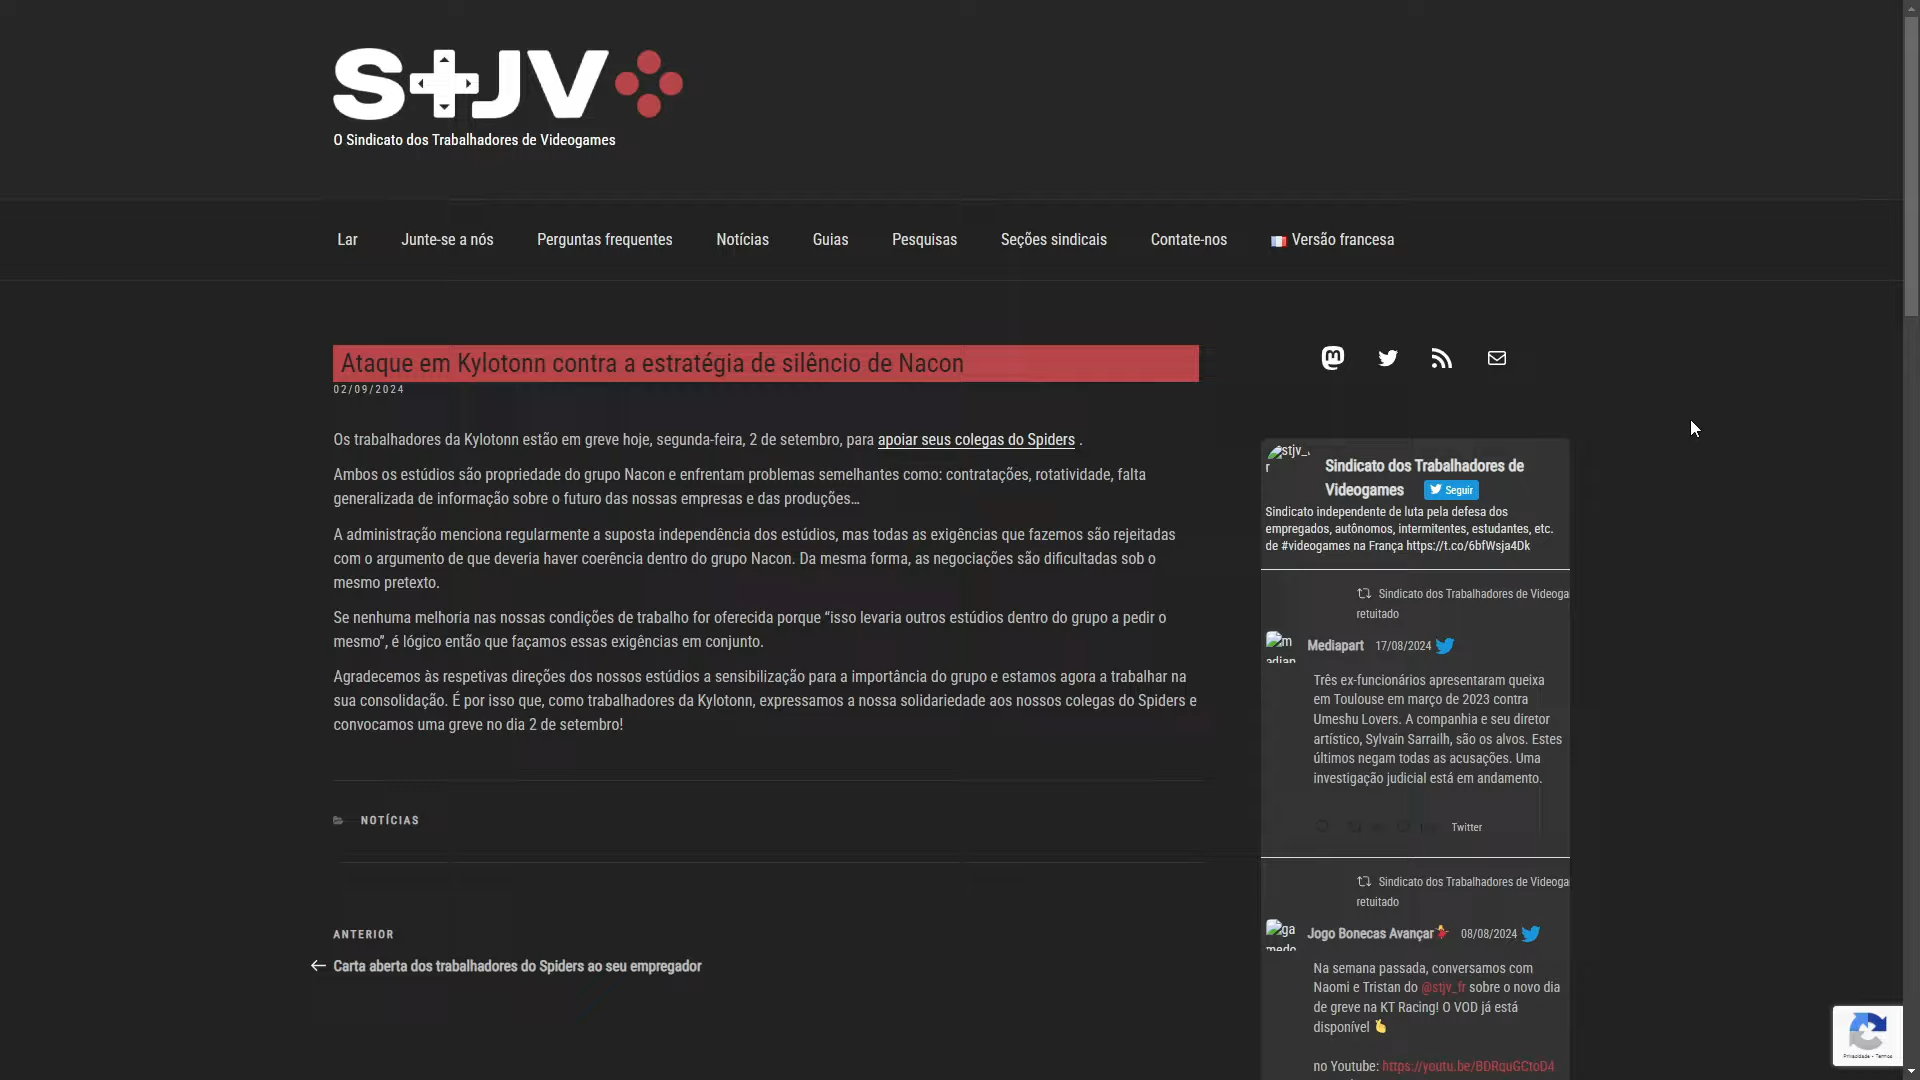 STJV
O Sindicato dos Trabalhadores de Videogames
Lar Junte-se a nós Perguntas frequentes Notícias Guias Pesquisas Seções sindicais Contate-nos Versão francesa
Ataque em Kylotonn contra a estratégia de silêncio de Nacon
02/09/2024
Os trabalhadores da Kylotonn estão em greve hoje, segunda-feira, 2 de setembro, para apoiar seus colegas do Spiders .
Ambos os estúdios são propriedade do grupo Nacon e enfrentam problemas semelhantes como: contratações, rotatividade, falta
generalizada de informação sobre o futuro das nossas empresas e das produções...
A administração menciona regularmente a suposta independência dos estúdios, mas todas as exigências que fazemos são rejeitadas
com o argumento de que deveria haver coerência dentro do grupo Nacon. Da mesma forma, as negociações são dificultadas sob o
mesmo pretexto.
Se nenhuma melhoria nas nossas condições de trabalho for oferecida porque “isso levaria outros estúdios dentro do grupo a pedir o
mesmo”, é lógico então que façamos essas exigências em conjunto.
Agradecemos às respetivas direções dos nossos estúdios a sensibilização para a importância do grupo e estamos agora a trabalhar na
sua consolidação. É por isso que, como trabalhadores da Kylotonn, expressamos a nossa solidariedade aos nossos colegas do Spiders e
convocamos uma greve no dia 2 de setembro!
NOTÍCIAS
ANTERIOR
Carta aberta dos trabalhadores do Spiders ao seu empregador
stjv_
r
Sindicato dos Trabalhadores de
Videogames Seguir
Sindicato independente de luta pela defesa dos
empregados, autônomos, intermitentes, estudantes, etc.
de #videogames na França https://t.co/6bfWsja4Dk
Sindicato dos Trabalhadores de Videoga
retuitado
m
adian
Mediapart 17/08/2024
Três ex-funcionários apresentaram queixa
em Toulouse em março de 2023 contra
Umeshu Lovers. A companhia e seu diretor
artístico, Sylvain Sarrailh, são os alvos. Estes
últimos negam todas as acusações. Uma
investigação judicial está em andamento.
Twitter
Sindicato dos Trabalhadores de Videoga
retuitado
ga
medo
Jogo Bonecas Avançar 08/08/2024
Na semana passada, conversamos com
Naomi e Tristan do @stjv_fr sobre o novo dia
de greve na KT Racing! O VOD já está
disponível
no Youtube: https://youtu.be/BDRquGCtoD4
Privacidade - Termos